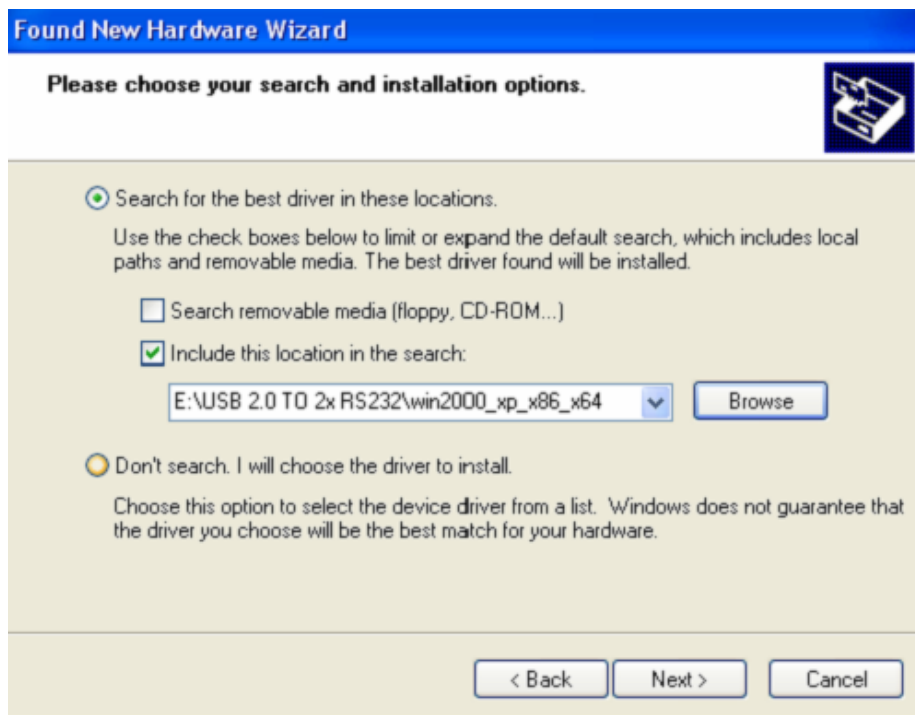 Found New Hardware Wizard
Please choose your search and installation options.
Search for the best driver in these locations.
Use the check boxes below to limit or expand the default search, which includes local
paths and removable media. The best driver found will be installed.
Search removable media (floppy, CD-ROM...)
Include this location in the search:
E:\USB 2.0 TO 2x RS232\win2000_xp_x86_x64
Browse
Don't search. I will choose the driver to install.
Choose this option to select the device driver from a list. Windows does not guarantee that
the driver you choose will be the best match for your hardware.
< Back
Next >
Cancel